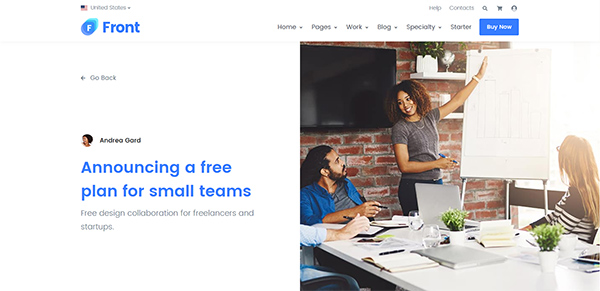 United States
Help Contacts
F Front
Home Pages Work Blog Specialty Starter Buy Now
Go Back
Andrea Gard
Announcing a free
plan for small teams
Free design collaboration for freelancers and
startups.